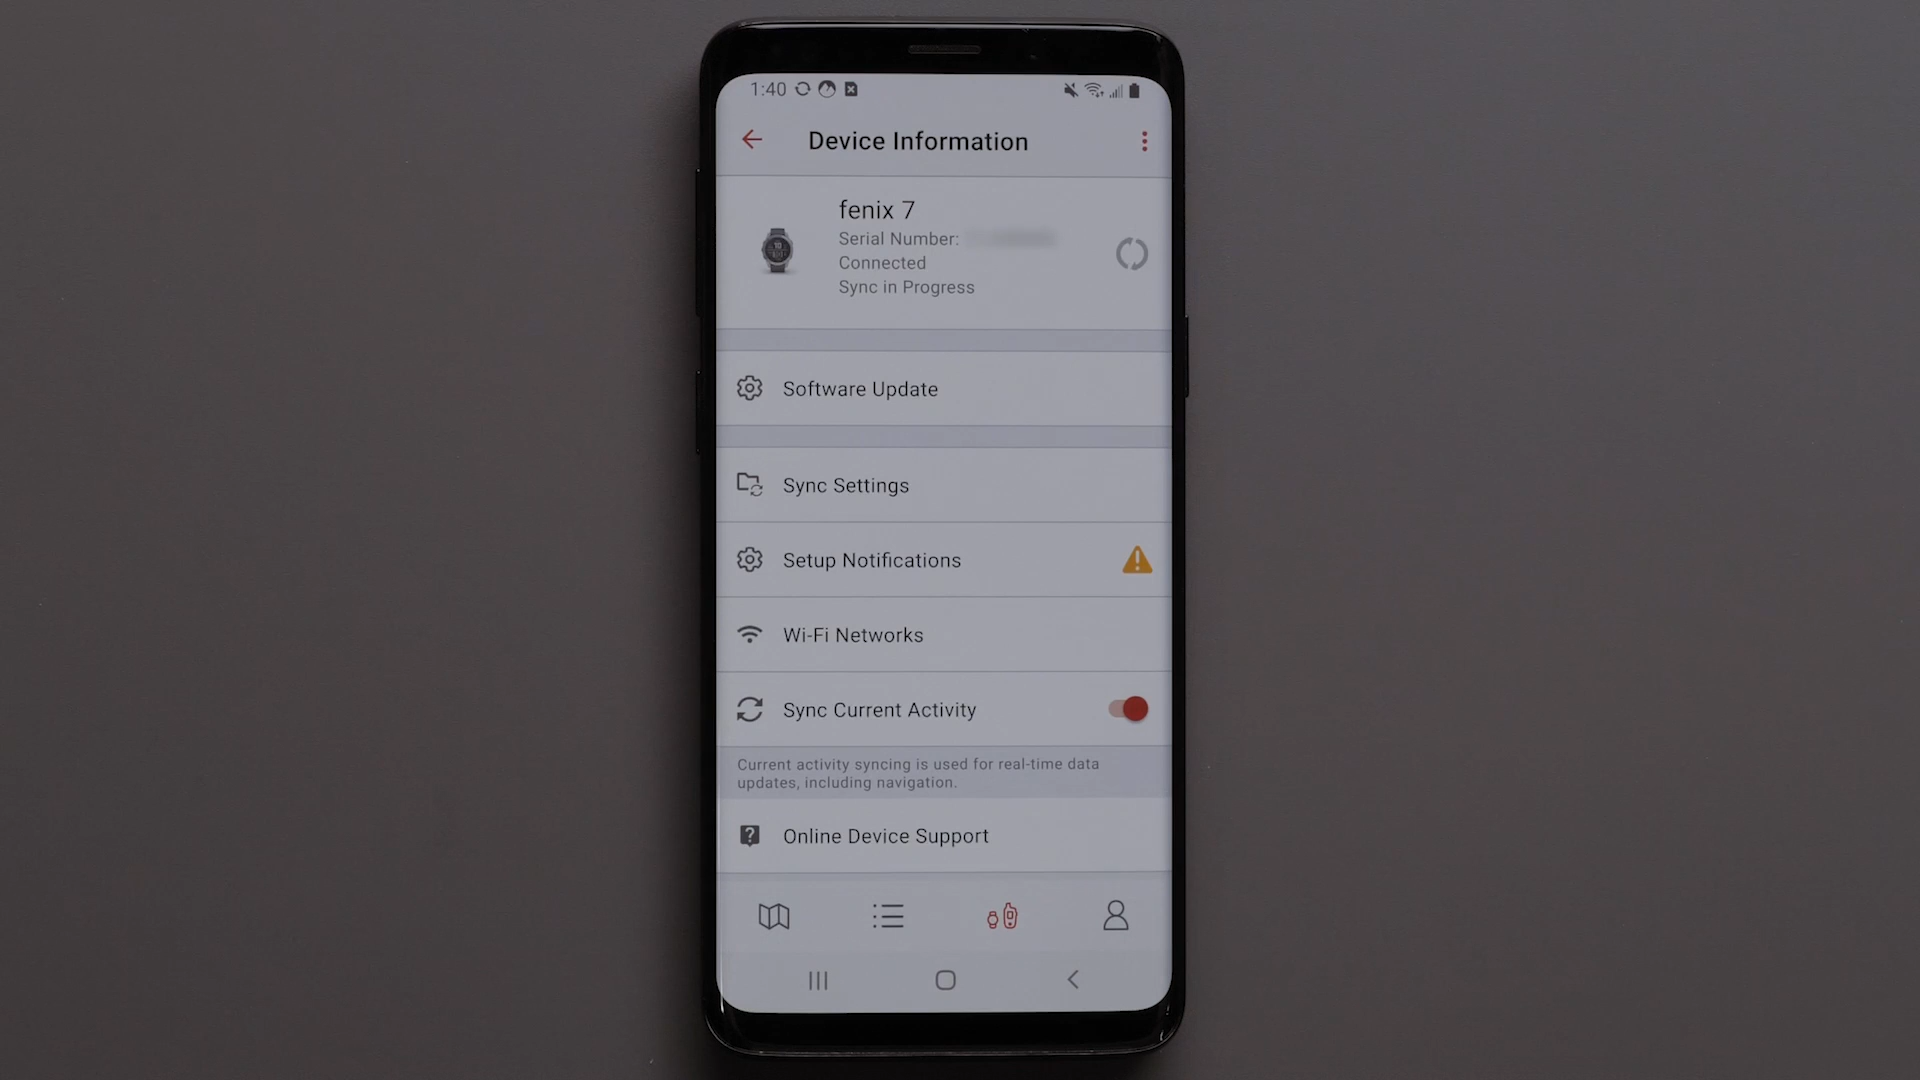 1:40
Device Information
fenix 7
Serial Number:
Connected
Sync in Progress
Software Update
Sync Settings
Setup Notifications
Wi-Fi Networks
Sync Current Activity
Current activity syncing is used for real-time data
updates, including navigation.
Online Device Support